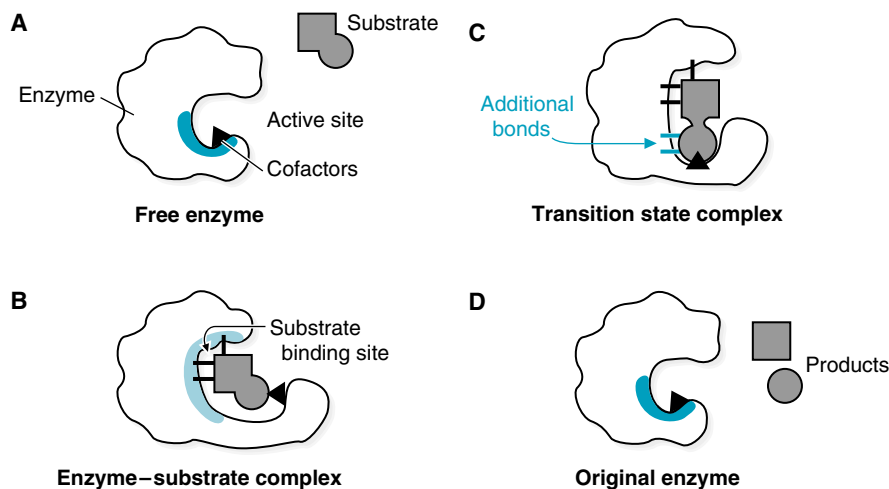 A
Substrate
Enzyme
Active site
Cofactors
Free enzyme
B
Substrate
binding site
Enzyme–substrate complex
C
Additional
bonds
Transition state complex
D
Products
Original enzyme